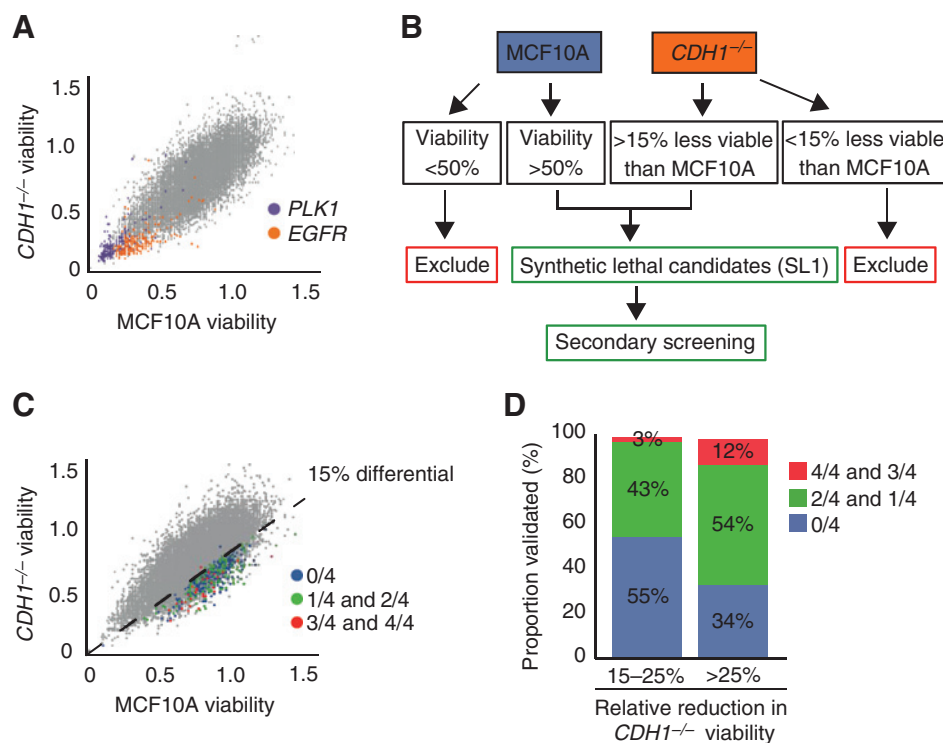 A
CDH1–/– viability
1.5
1.0
0.5
0
0 0.5 1.0 1.5
MCF10A viability
PLK1
EGFR
B
MCF10A
CDH1–/–
Viability
<50%
Viability
>50%
>15% less viable
than MCF10A
<15% less viable
than MCF10A
Exclude
Synthetic lethal candidates (SL1)
Exclude
Secondary screening
C
CDH1–/– viability
1.5
1.0
0.5
0
0 0.5 1.0 1.5
MCF10A viability
15% differential
0/4
1/4 and 2/4
3/4 and 4/4
D
Proportion validated (%)
100
80
60
40
20
0
3%
43%
55%
12%
54%
34%
4/4 and 3/4
2/4 and 1/4
0/4
15–25% >25%
Relative reduction in
CDH1–/– viability